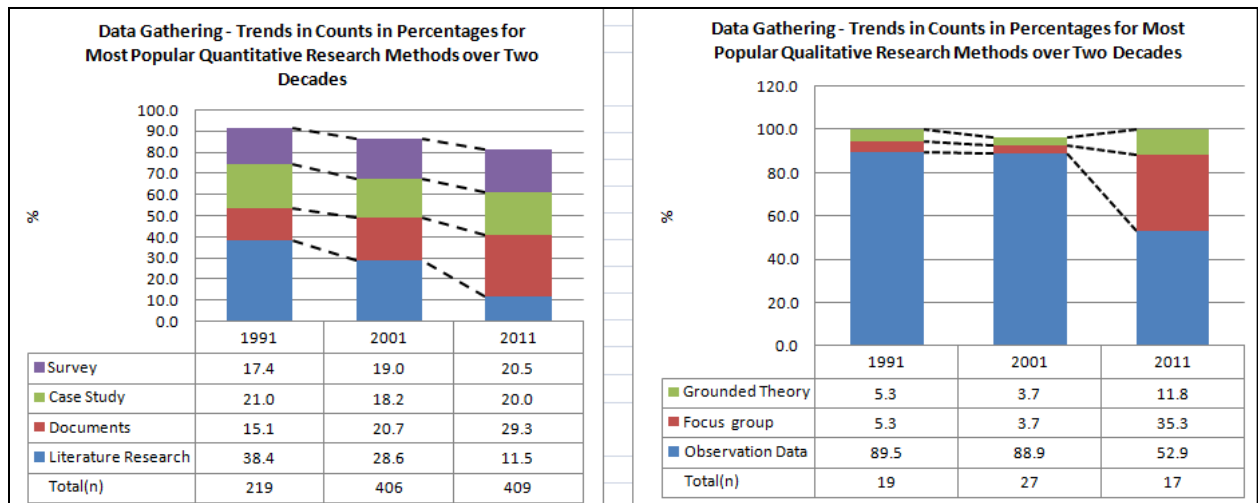 Data Gathering - Trends in Counts in Percentages for
Most Popular Quantitative Research Methods over Two
Decades
100.0
90.0
80.0
70.0
60.0
50.0
40.0
30.0
20.0
10.0
0.0
%
1991 2001 2011
Survey 17.4 19.0 20.5
Case Study 21.0 18.2 20.0
Documents 15.1 20.7 29.3
Literature Research 38.4 28.6 11.5
Total(n) 219 406 409
Data Gathering - Trends in Counts in Percentages for Most
Popular Qualitative Research Methods over Two Decades
120.0
100.0
80.0
60.0
40.0
20.0
0.0
%
1991 2001 2011
Grounded Theory 5.3 3.7 11.8
Focus group 5.3 3.7 35.3
Observation Data 89.5 88.9 52.9
Total(n) 19 27 17